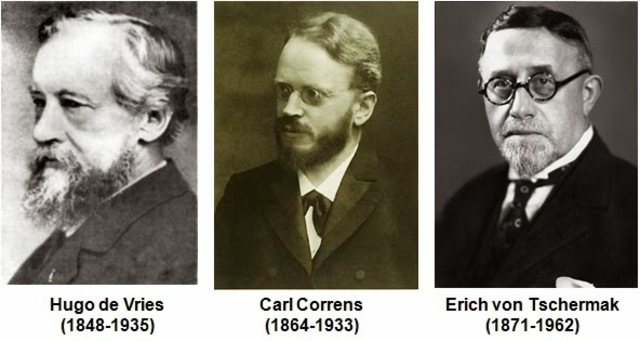 Hugo de Vries
(1848-1935)
Carl Correns
(1864-1933)
Erich von Tschermak
(1871-1962)